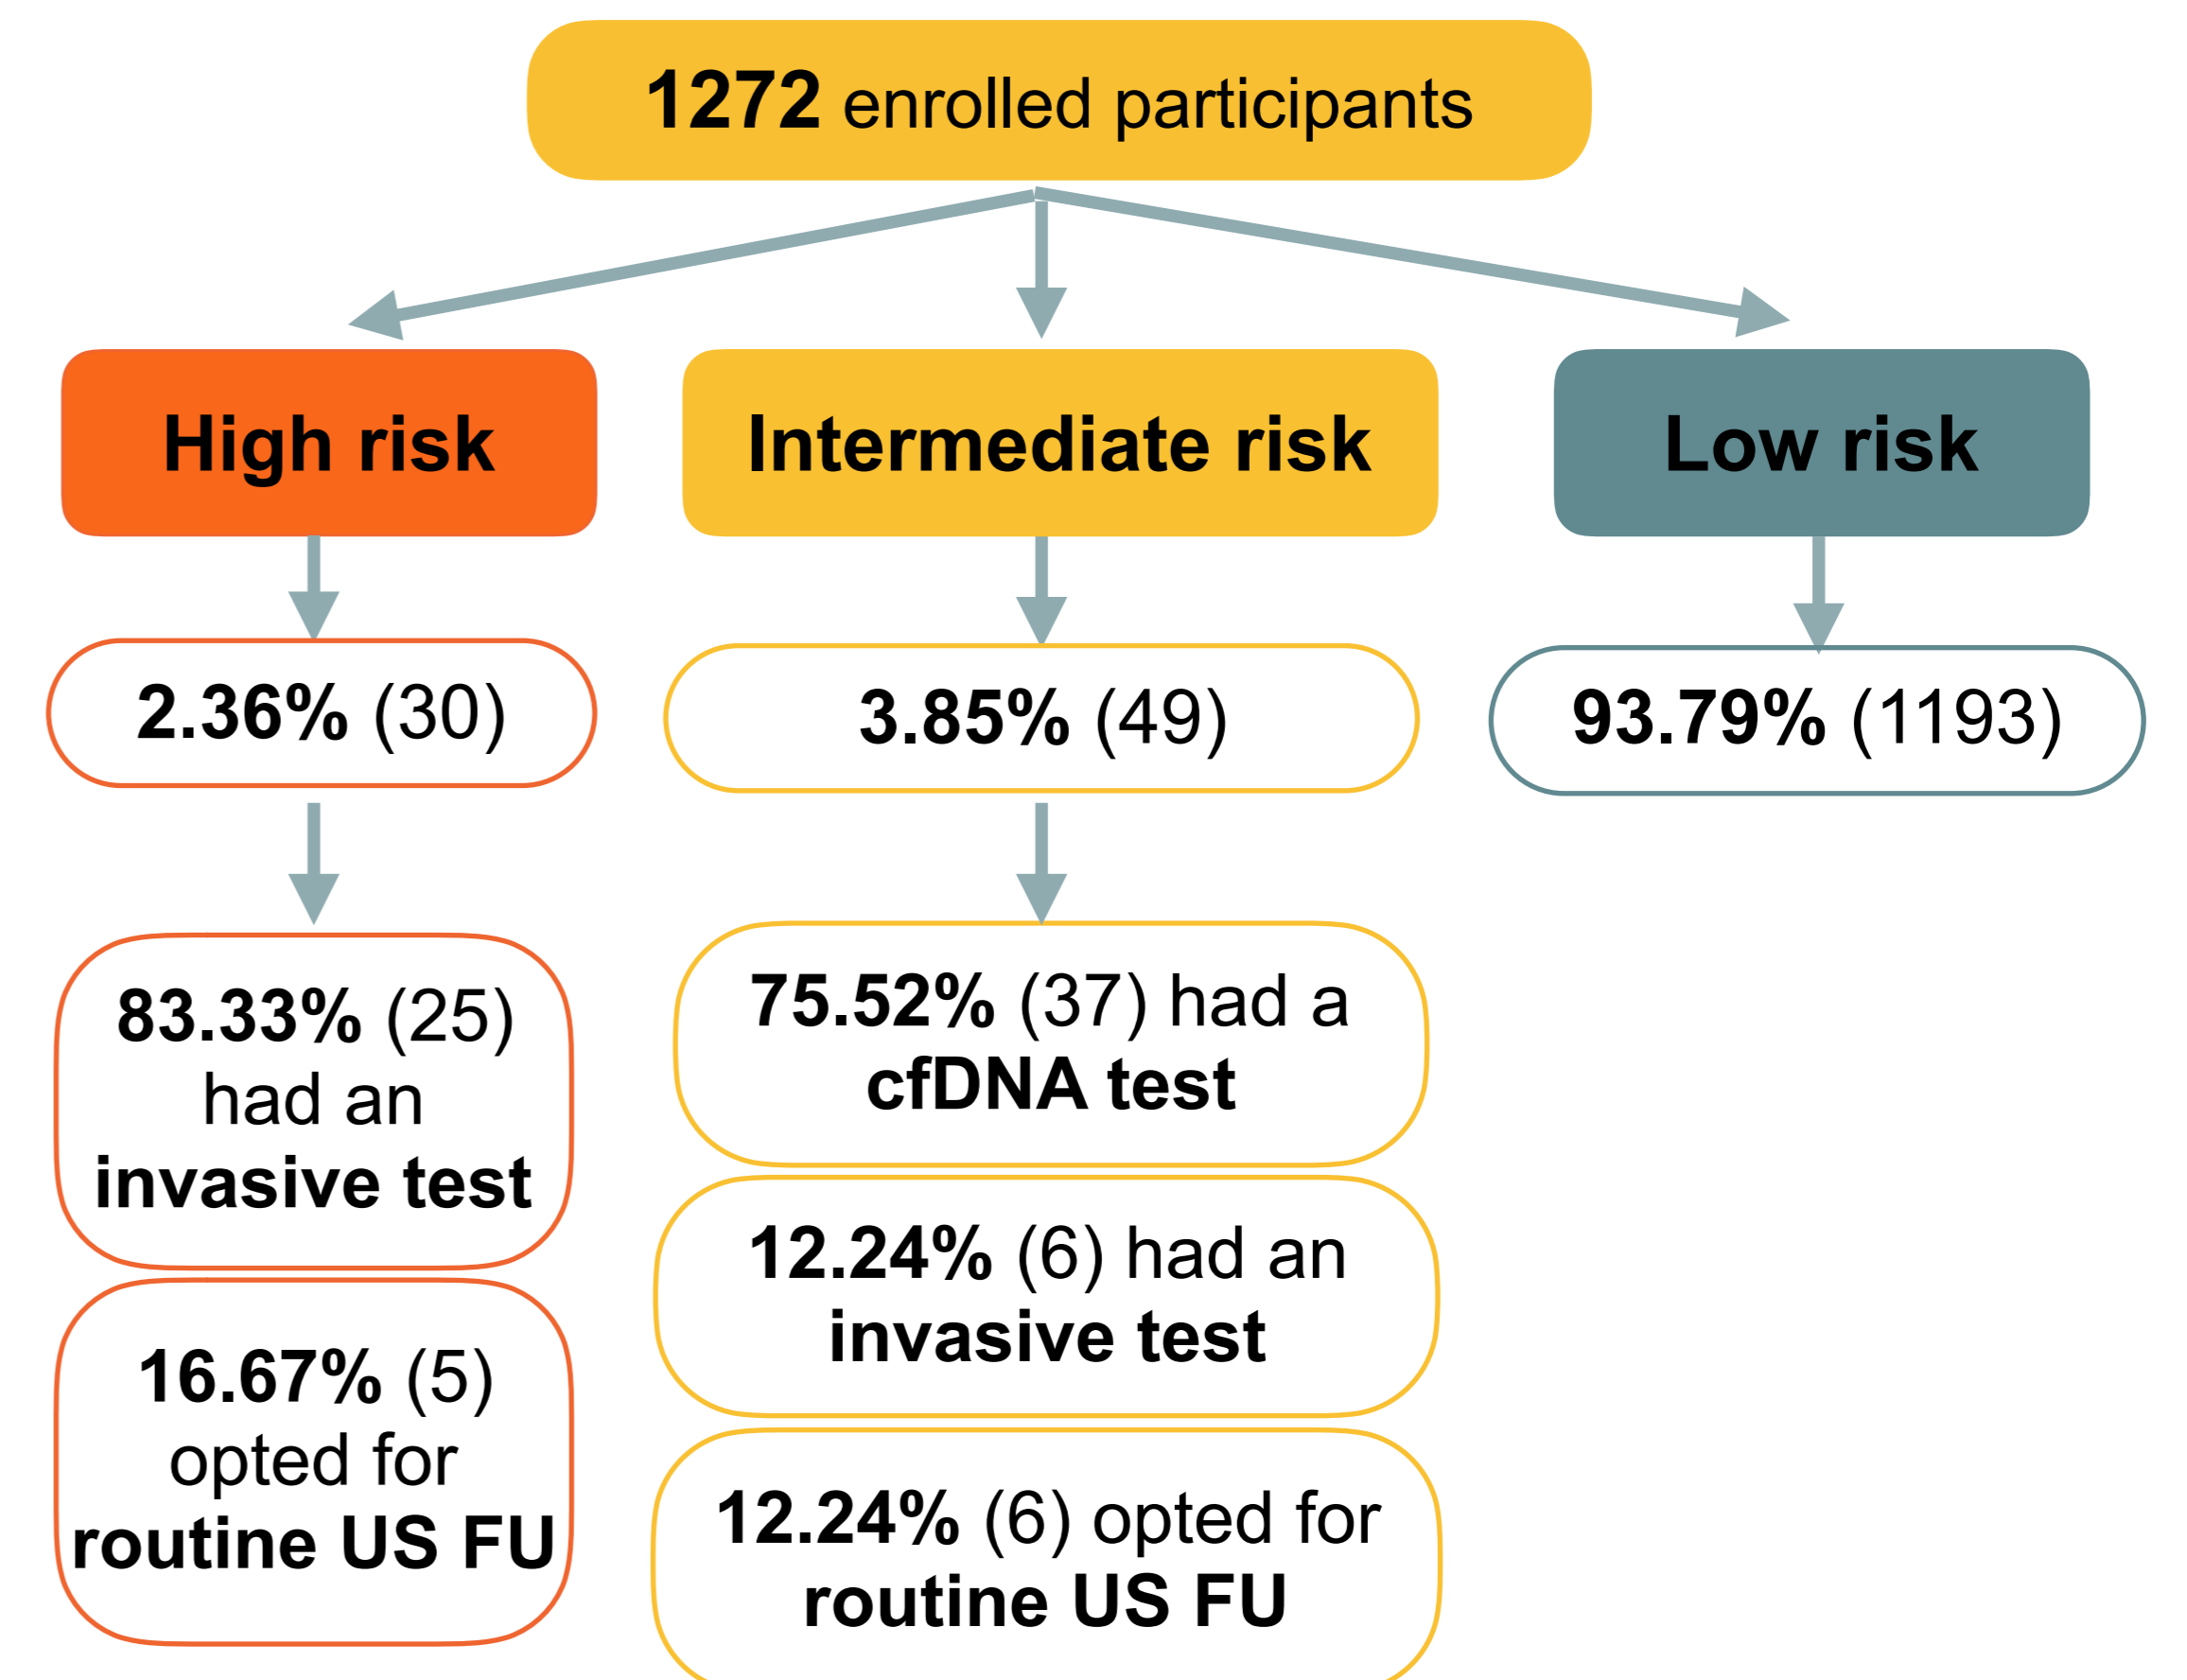 1272 enrolled participants
High risk
Intermediate risk
Low risk
2.36% (30)
3.85% (49)
93.79% (1193)
83.33% (25)
had an
invasive test
16.67% (5)
opted for
routine US FU
75.52% (37) had a
cfDNA test
12.24% (6) had an
invasive test
12.24% (6) opted for
routine US FU